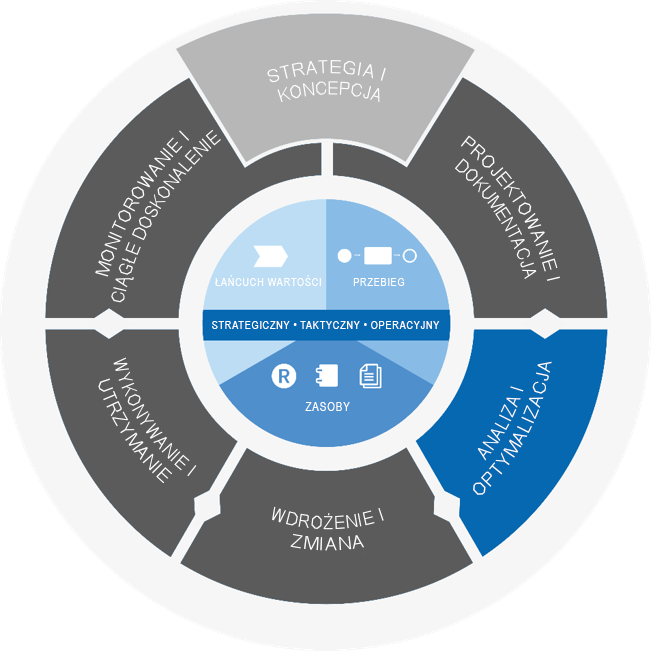 STRATEGIA I
KONCEPCJA
PROJEKTOWANIE I
DOKUMENTACJA
ANALIZA I
OPTYMALIZACJA
WDROŻENIE I
ZMIANA
WYKONYWANIE I
UTRZYMANIE
MONITOROWANIE I
CIĄGŁE DOSKONALENIE
ŁAŃCUCH WARTOŚCI
PRZEBIEG
STRATEGICZNY • TAKTYCZNY • OPERACYJNY
R
ZASOBY